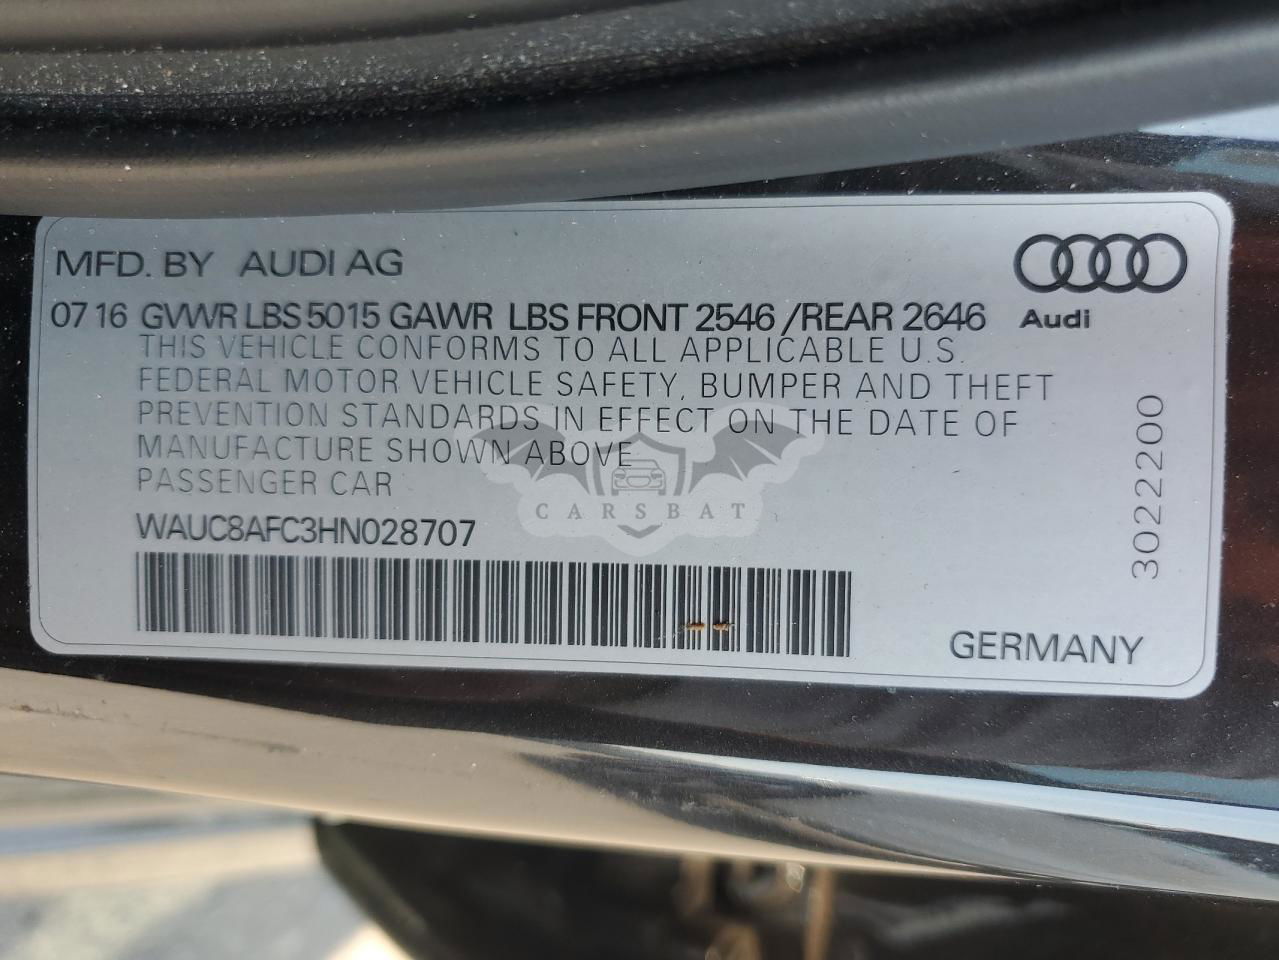 MFD. BY AUDI AG
07 16 GVWR LBS 5015 GAWR LBS FRONT 2546 /REAR 2646
Audi
THIS VEHICLE CONFORMS TO ALL APPLICABLE U.S.
FEDERAL MOTOR VEHICLE SAFETY, BUMPER AND THEFT
PREVENTION STANDARDS IN EFFECT ON THE DATE OF
MANUFACTURE SHOWN ABOVE
PASSENGER CAR
CARSBAT
WAUC8AFC3HN028707
3022200
GERMANY